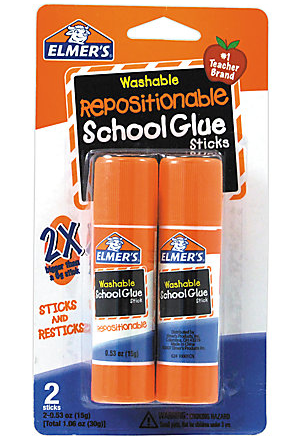 ELMER'S
#1
Teacher
Brand
Washable
Repositionable
School Glue
Sticks
2X
STICKS
AND
RESTICKS
ELMER'S
Washable
School Glue
Stick
Repositionable
0.53 oz (15g)
ELMER'S
Washable
School Glue
Stick
2
sticks
2-0.53 oz (15g)
[Total 1.06 oz (30g)]